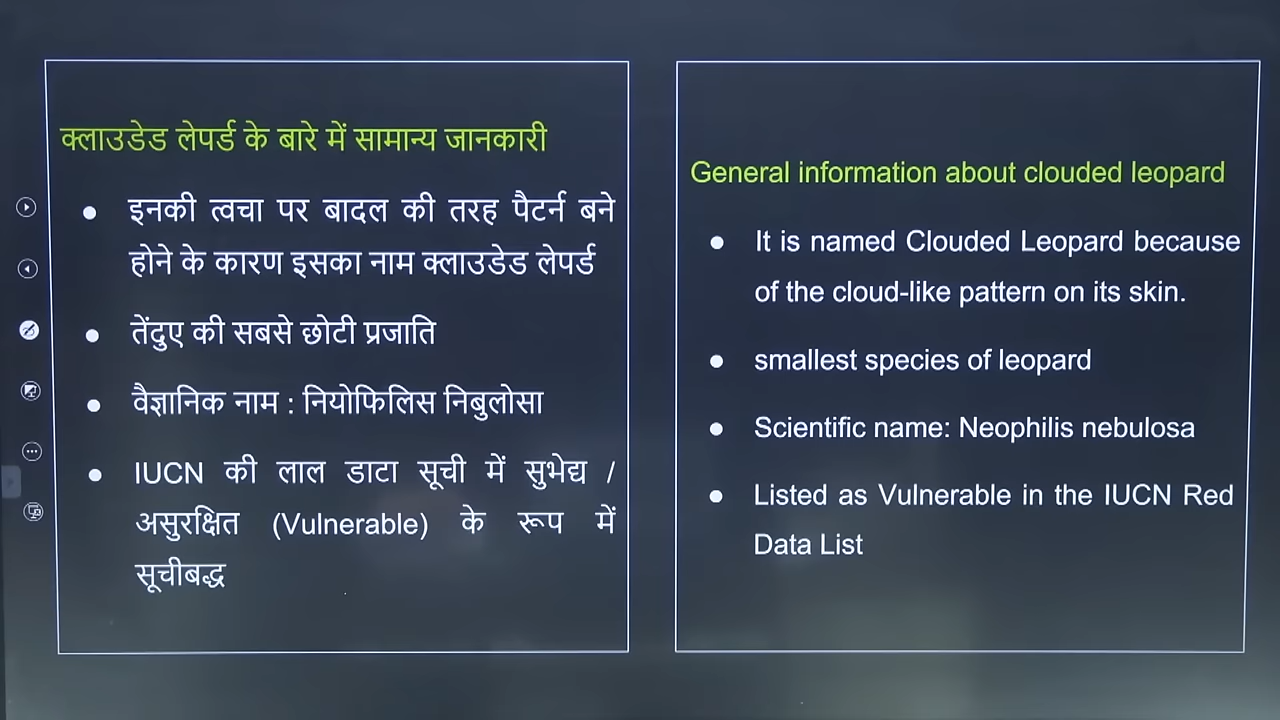 क्लाउडेड लेपर्ड के बारे में सामान्य जानकारी
● इनकी त्वचा पर बादल की तरह पैटर्न बने
होने के कारण इसका नाम क्लाउडेड लेपर्ड
● तेंदुए की सबसे छोटी प्रजाति
● वैज्ञानिक नाम : नियोफिलिस निबुलोसा
● IUCN की लाल डाटा सूची में सुभेद्य /
असुरक्षित (Vulnerable) के रूप में
सूचीबद्ध
General information about clouded leopard
● It is named Clouded Leopard because
of the cloud-like pattern on its skin.
● smallest species of leopard
● Scientific name: Neophilis nebulosa
● Listed as Vulnerable in the IUCN Red
Data List